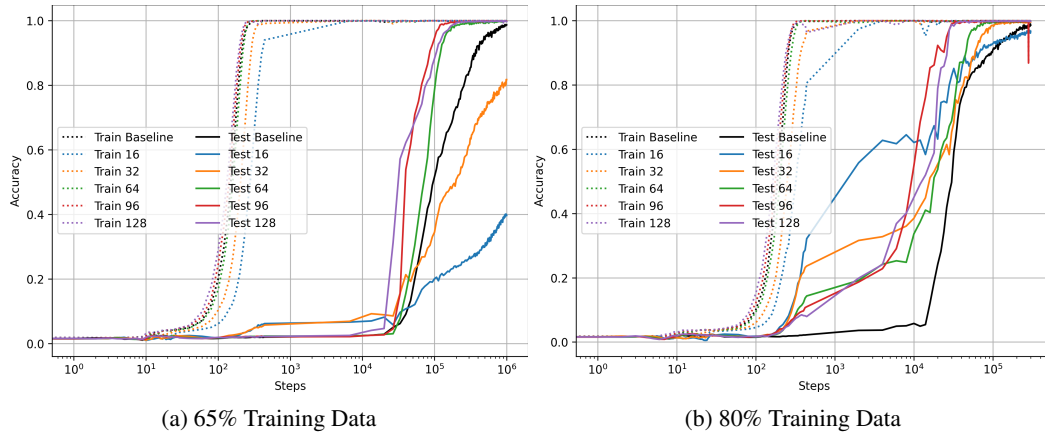 1.0
0.8
0.6
0.4
0.2
0.0
Accuracy
Train Baseline Test Baseline
Train 16 Test 16
Train 32 Test 32
Train 64 Test 64
Train 96 Test 96
Train 128 Test 128
10⁰ 10¹ 10² 10³ 10⁴ 10⁵ 10⁶
Steps
(a) 65% Training Data
1.0
0.8
0.6
0.4
0.2
0.0
Accuracy
Train Baseline Test Baseline
Train 16 Test 16
Train 32 Test 32
Train 64 Test 64
Train 96 Test 96
Train 128 Test 128
10⁰ 10¹ 10² 10³ 10⁴ 10⁵
Steps
(b) 80% Training Data